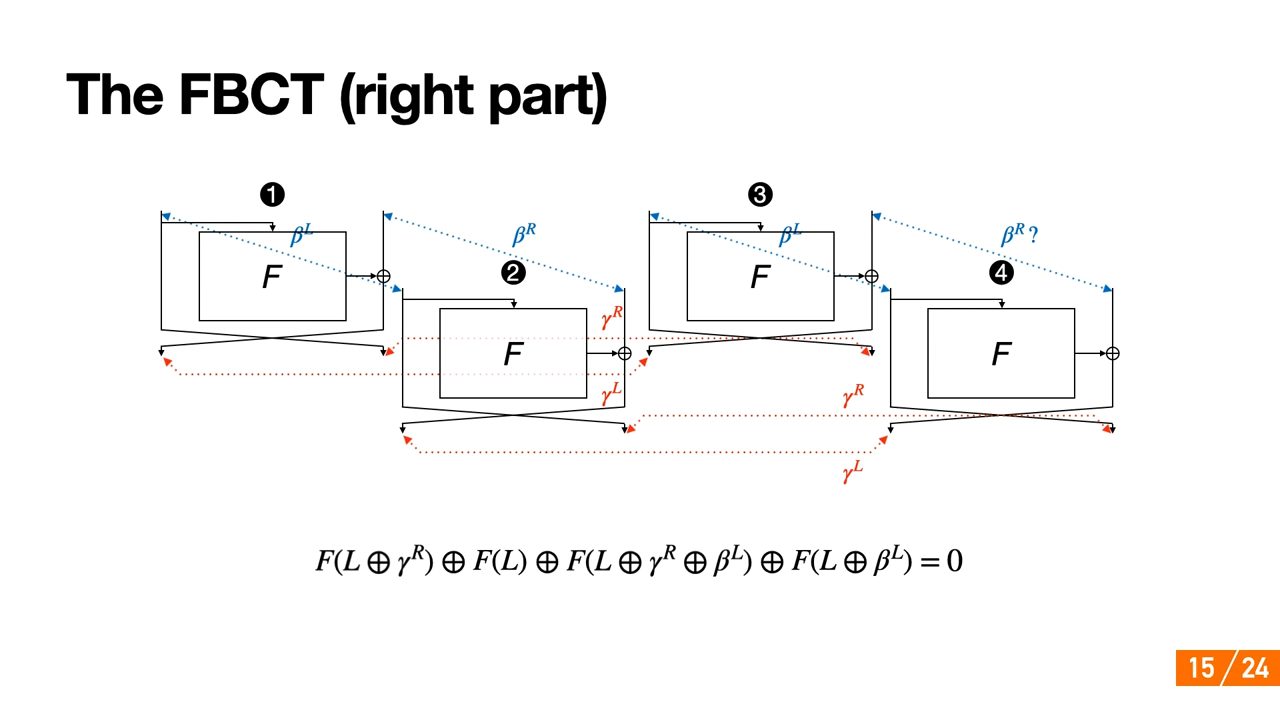 The FBCT (right part)
❶
❸
βᴸ
βᴿ
βᴸ
βᴿ ?
F
❷
F
❹
γᴿ
F
F
γᴸ
γᴿ
γᴸ
F(L ⊕ γᴿ) ⊕ F(L) ⊕ F(L ⊕ γᴿ ⊕ βᴸ) ⊕ F(L ⊕ βᴸ) = 0
15 / 24